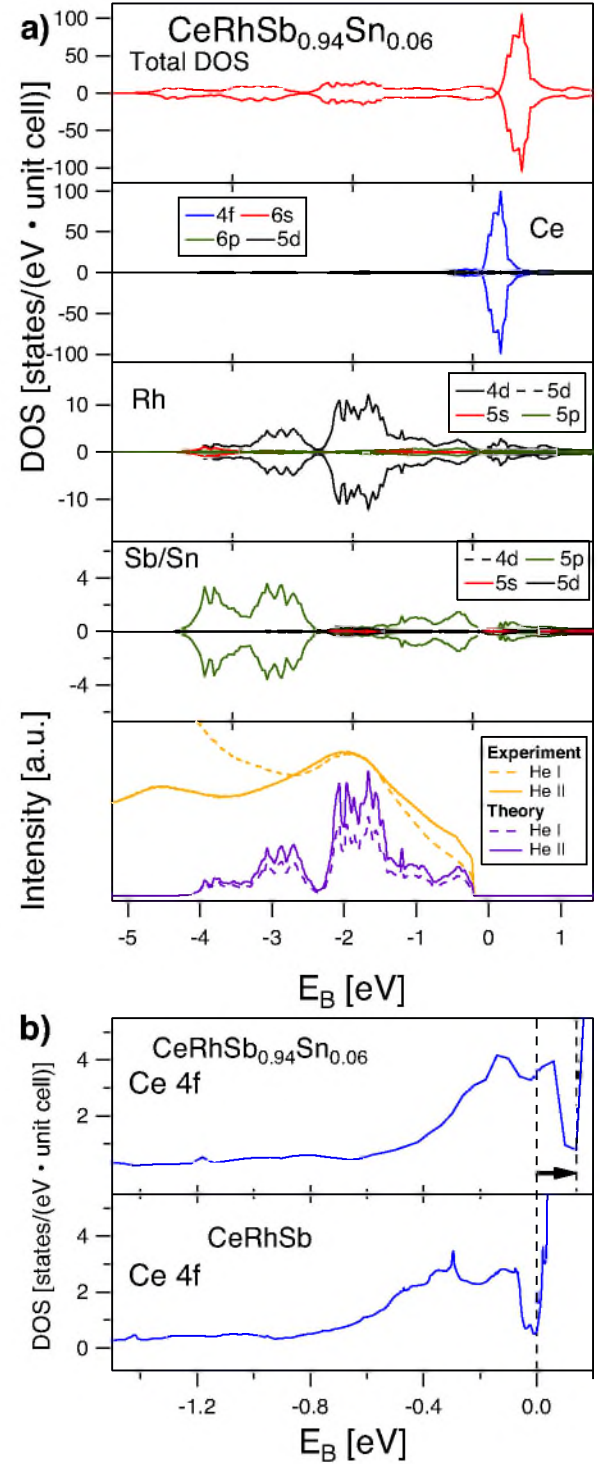 a)
CeRhSb0.94Sn0.06
Total DOS
100
50
0
50
-100
4f 6s
6p 5d
Ce
100
50
0
-50
-100
Rh
4d 5d
5s 5p
10
0
-10
Sb/Sn
4d 5p
5s 5d
4
0
-4
DOS [states/(eV • unit cell)]
Intensity [a.u.]
Experiment
He I
He II
Theory
He I
He II
-5 -4 -3 -2 -1 0 1
EB [eV]
b)
CeRhSb0.94Sn0.06
Ce 4f
4
2
CeRhSb
Ce 4f
4
2
0
DOS [states/(eV • unit cell)]
-1.2 -0.8 -0.4 0.0
EB [eV]